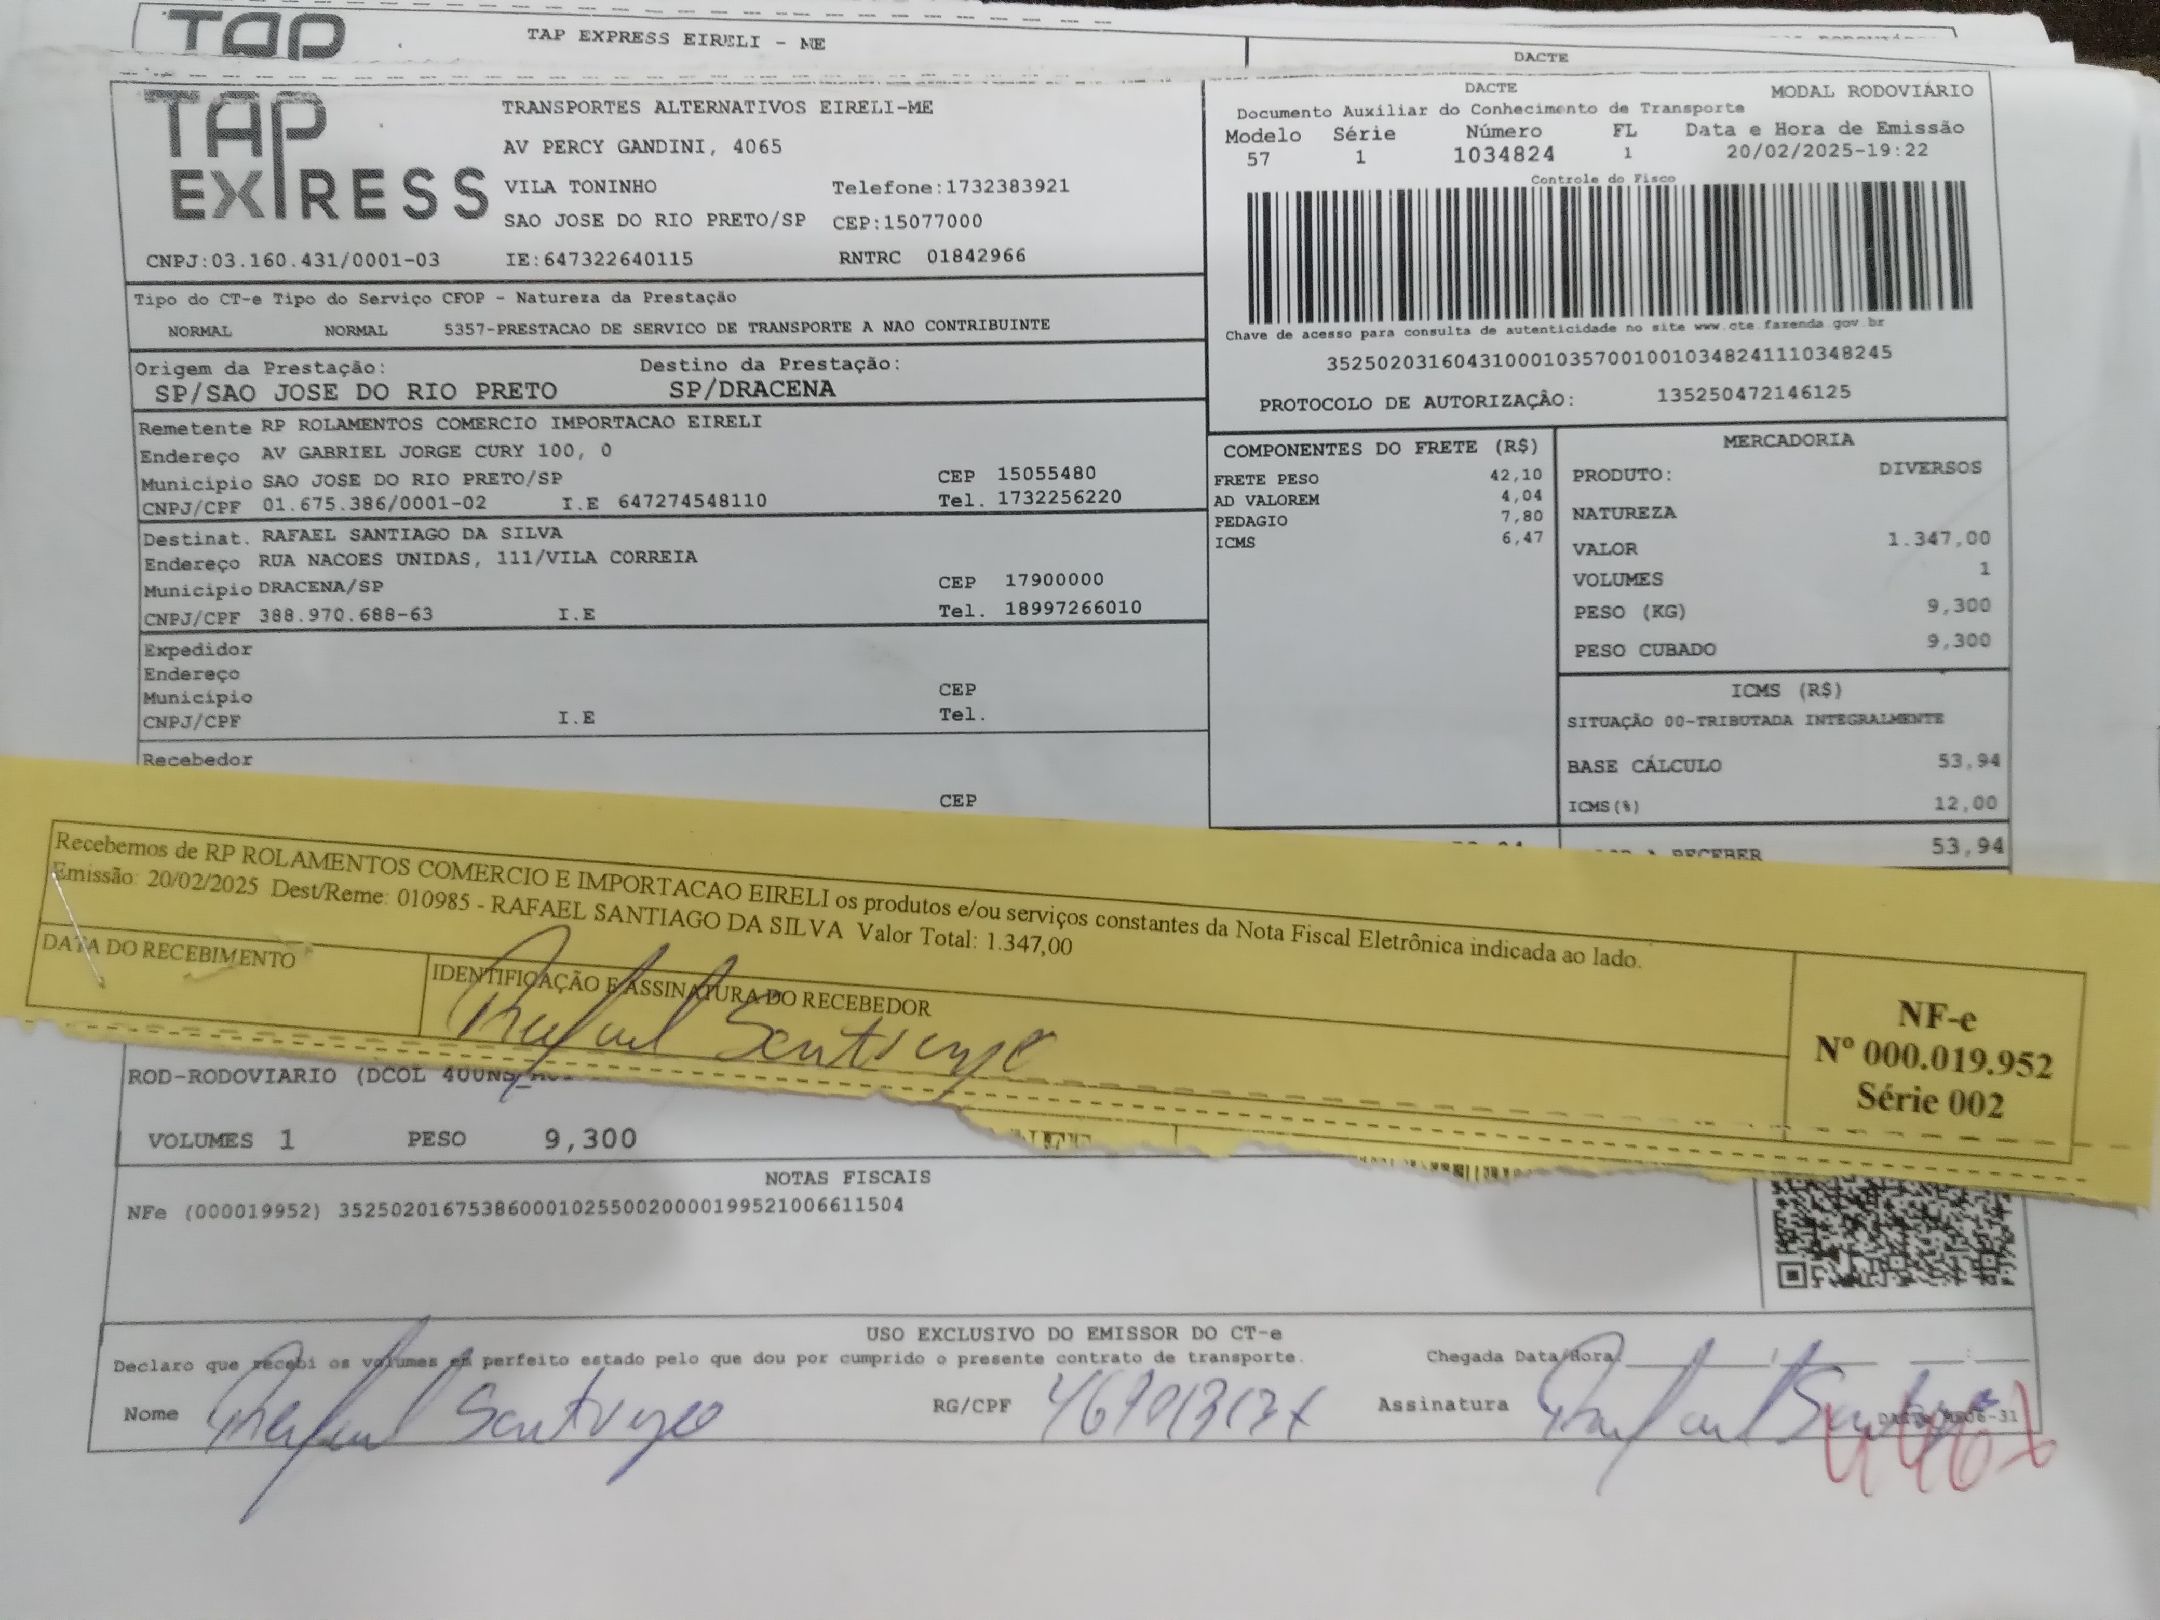 TAP
TAP EXPRESS EIRELI - ME
DACTE
TAP EXPRESS
TRANSPORTES ALTERNATIVOS EIRELI-ME
AV PERCY GANDINI, 4065
VILA TONINHO Telefone:1732383921
SAO JOSE DO RIO PRETO/SP CEP:15077000
CNPJ:03.160.431/0001-03 IE:647322640115 RNTRC 01842966
DACTE MODAL RODOVIÁRIO
Documento Auxiliar do Conhecimento de Transporte
Modelo Série Número FL Data e Hora de Emissão
57 1 1034824 1 20/02/2025-19:22
Controle do Fisco
Chave de acesso para consulta de autenticidade no site www.cte.fazenda.gov.br
35250203160431000103570010010348241110348245
PROTOCOLO DE AUTORIZAÇÃO: 135250472146125
Tipo do CT-e Tipo do Serviço CFOP - Natureza da Prestação
NORMAL NORMAL 5357-PRESTACAO DE SERVICO DE TRANSPORTE A NAO CONTRIBUINTE
Origem da Prestação: Destino da Prestação:
SP/SAO JOSE DO RIO PRETO SP/DRACENA
Remetente RP ROLAMENTOS COMERCIO IMPORTACAO EIRELI
Endereço AV GABRIEL JORGE CURY 100, 0
Municipio SAO JOSE DO RIO PRETO/SP CEP 15055480
CNPJ/CPF 01.675.386/0001-02 I.E 647274548110 Tel. 1732256220
Destinat. RAFAEL SANTIAGO DA SILVA
Endereço RUA NACOES UNIDAS, 111/VILA CORREIA
Municipio DRACENA/SP CEP 17900000
CNPJ/CPF 388.970.688-63 I.E Tel. 18997266010
Expedidor
Endereço
Município CEP
CNPJ/CPF I.E Tel.
Recebedor
CEP
COMPONENTES DO FRETE (R$)
FRETE PESO 42,10
AD VALOREM 4,04
PEDAGIO 7,80
ICMS 6,47
MERCADORIA
PRODUTO: DIVERSOS
NATUREZA
VALOR 1.347,00
VOLUMES 1
PESO (KG) 9,300
PESO CUBADO 9,300
ICMS (R$)
SITUAÇÃO 00-TRIBUTADA INTEGRALMENTE
BASE CÁLCULO 53,94
ICMS(%) 12,00
A RECEBER 53,94
Recebemos de RP ROLAMENTOS COMERCIO E IMPORTACAO EIRELI os produtos e/ou serviços constantes da Nota Fiscal Eletrônica indicada ao lado.
Emissão: 20/02/2025 Dest/Reme: 010985 - RAFAEL SANTIAGO DA SILVA Valor Total: 1.347,00
DATA DO RECEBIMENTO
IDENTIFICAÇÃO E ASSINATURA DO RECEBEDOR
Rafael Santiago
NF-e
Nº 000.019.952
Série 002
ROD-RODOVIARIO (DCOL
VOLUMES 1 PESO 9,300
NOTAS FISCAIS
NFe (000019952) 35250201675386000102550020000199521006611504
USO EXCLUSIVO DO EMISSOR DO CT-e
Declaro que recebi os volumes em perfeito estado pelo que dou por cumprido o presente contrato de transporte. Chegada Data/Hora:
Nome Rafael Santiago RG/CPF Assinatura Rafael Santiago